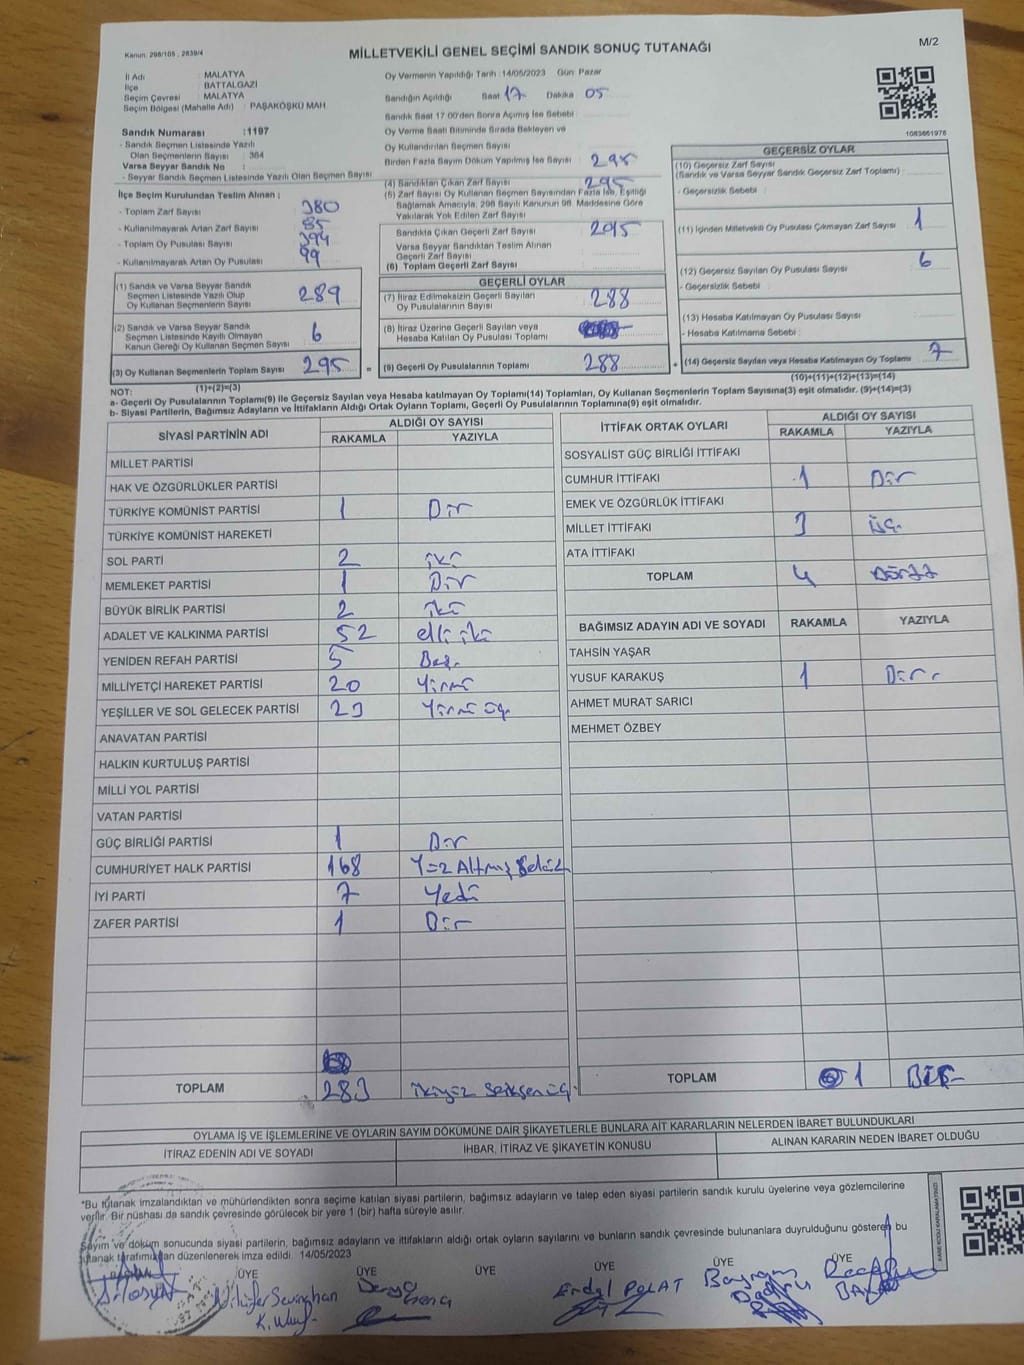 Kanun: 298/105 , 2839/4
MİLLETVEKİLİ GENEL SEÇİMİ SANDIK SONUÇ TUTANAĞI
M/2
İl Adı : MALATYA
İlçe : BATTALGAZİ
Seçim Çevresi : MALATYA
Seçim Bölgesi (Mahalle Adı) : PAŞAKÖŞKÜ MAH
Oy Vermenin Yapıldığı Tarih :14/05/2023 Gün: Pazar
Sandığın Açıldığı Saat 17 Dakika 05
Sandık Saat 17:00'den Sonra Açılmış İse Sebebi :
Oy Verme Saati Bitiminde Sırada Bekleyen ve
Oy Kullandırılan Seçmen Sayısı
Birden Fazla Sayım Döküm Yapılmış İse Sayısı : 295
1083661978
Sandık Numarası :1197
- Sandık Seçmen Listesinde Yazılı
Olan Seçmenlerin Sayısı : 364
Varsa Seyyar Sandık No :
- Seyyar Sandık Seçmen Listesinde Yazılı Olan Seçmen Sayısı
İlçe Seçim Kurulundan Teslim Alınan ;
- Toplam Zarf Sayısı : 380
- Kullanılmayarak Artan Zarf Sayısı : 85
- Toplam Oy Pusulası Sayısı : 394
- Kullanılmayarak Artan Oy Pusulası : 99
(4) Sandıktan Çıkan Zarf Sayısı : 295
(5) Zarf Sayısı Oy Kullanan Seçmen Sayısından Fazla İse, Eşitliği
Sağlamak Amacıyla, 298 Sayılı Kanunun 98. Maddesine Göre
Yakılarak Yok Edilen Zarf Sayısı :
Sandıkta Çıkan Geçerli Zarf Sayısı : 295
Varsa Seyyar Sandıktan Teslim Alınan
Geçerli Zarf Sayısı :
(6) Toplam Geçerli Zarf Sayısı :
GEÇERSİZ OYLAR
(10) Geçersiz Zarf Sayısı
(Sandık ve Varsa Seyyar Sandık Geçersiz Zarf Toplamı) :
- Geçersizlik Sebebi :
(11) İçinden Milletvekili Oy Pusulası Çıkmayan Zarf Sayısı : 1
(12) Geçersiz Sayılan Oy Pusulası Sayısı : 6
- Geçersizlik Sebebi :
(13) Hesaba Katılmayan Oy Pusulası Sayısı :
- Hesaba Katılmama Sebebi :
(14) Geçersiz Sayılan veya Hesaba Katılmayan Oy Toplamı : 7
(10)+(11)+(12)+(13)=(14)
(1) Sandık ve Varsa Seyyar Sandık
Seçmen Listesinde Yazılı Olup
Oy Kullanan Seçmenlerin Sayısı : 289
(2) Sandık ve Varsa Seyyar Sandık
Seçmen Listesinde Kayıtlı Olmayan
Kanun Gereği Oy Kullanan Seçmen Sayısı : 6
(3) Oy Kullanan Seçmenlerin Toplam Sayısı : 295
(1)+(2)=(3)
GEÇERLİ OYLAR
(7) İtiraz Edilmeksizin Geçerli Sayılan
Oy Pusulalarının Sayısı : 288
(8) İtiraz Üzerine Geçerli Sayılan veya
Hesaba Katılan Oy Pusulası Toplamı :
= (9) Geçerli Oy Pusulalarının Toplamı : 288 +
NOT:
a- Geçerli Oy Pusulalarının Toplamı(9) ile Geçersiz Sayılan veya Hesaba katılmayan Oy Toplamı(14) Toplamları, Oy Kullanan Seçmenlerin Toplam Sayısına(3) eşit olmalıdır. (9)+(14)=(3)
b- Siyasi Partilerin, Bağımsız Adayların ve İttifakların Aldığı Ortak Oyların Toplamı, Geçerli Oy Pusulalarının Toplamına(9) eşit olmalıdır.
SİYASİ PARTİNİN ADI ALDIĞI OY SAYISI
RAKAMLA YAZIYLA
MİLLET PARTİSİ
HAK VE ÖZGÜRLÜKLER PARTİSİ
TÜRKİYE KOMÜNİST PARTİSİ 1 Bir
TÜRKİYE KOMÜNİST HAREKETİ
SOL PARTİ 2 iki
MEMLEKET PARTİSİ 1 Bir
BÜYÜK BİRLİK PARTİSİ 2 iki
ADALET VE KALKINMA PARTİSİ 52 elli iki
YENİDEN REFAH PARTİSİ 5 Beş
MİLLİYETÇİ HAREKET PARTİSİ 20 Yirmi
YEŞİLLER VE SOL GELECEK PARTİSİ 23 Yirmi üç
ANAVATAN PARTİSİ
HALKIN KURTULUŞ PARTİSİ
MİLLİ YOL PARTİSİ
VATAN PARTİSİ
GÜÇ BİRLİĞİ PARTİSİ 1 Bir
CUMHURİYET HALK PARTİSİ 168 Yüz Altmış Sekiz
İYİ PARTİ 7 Yedi
ZAFER PARTİSİ 1 Bir
TOPLAM 283 ikiyüz Seksen üç
İTTİFAK ORTAK OYLARI ALDIĞI OY SAYISI
RAKAMLA YAZIYLA
SOSYALİST GÜÇ BİRLİĞİ İTTİFAKI
CUMHUR İTTİFAKI 1 Bir
EMEK VE ÖZGÜRLÜK İTTİFAKI
MİLLET İTTİFAKI 3 üç
ATA İTTİFAKI
TOPLAM 4 Dört
BAĞIMSIZ ADAYIN ADI VE SOYADI RAKAMLA YAZIYLA
TAHSİN YAŞAR
YUSUF KARAKUŞ 1 Bir
AHMET MURAT SARICI
MEHMET ÖZBEY
TOPLAM 1 BİR
OYLAMA İŞ VE İŞLEMLERİNE VE OYLARIN SAYIM DÖKÜMÜNE DAİR ŞİKAYETLERLE BUNLARA AİT KARARLARIN NELERDEN İBARET BULUNDUKLARI
İTİRAZ EDENİN ADI VE SOYADI İHBAR, İTİRAZ VE ŞİKAYETİN KONUSU ALINAN KARARIN NEDEN İBARET OLDUĞU
*Bu tutanak imzalandıktan ve mühürlendikten sonra seçime katılan siyasi partilerin, bağımsız adayların ve talep eden siyasi partilerin sandık kurulu üyelerine veya gözlemcilerine
verilir. Bir nüshası da sandık çevresinde görülecek bir yere 1 (bir) hafta süreyle asılır.
Sayım ve döküm sonucunda siyasi partilerin, bağımsız adayların ve ittifakların aldığı ortak oyların sayılarını ve bunların sandık çevresinde bulunanlara duyurulduğunu gösteren bu
tutanak tarafımızdan düzenlenerek imza edildi. 14/05/2023
BAŞKAN ÜYE ÜYE ÜYE ÜYE ÜYE ÜYE
Erdal POLAT
Bayram